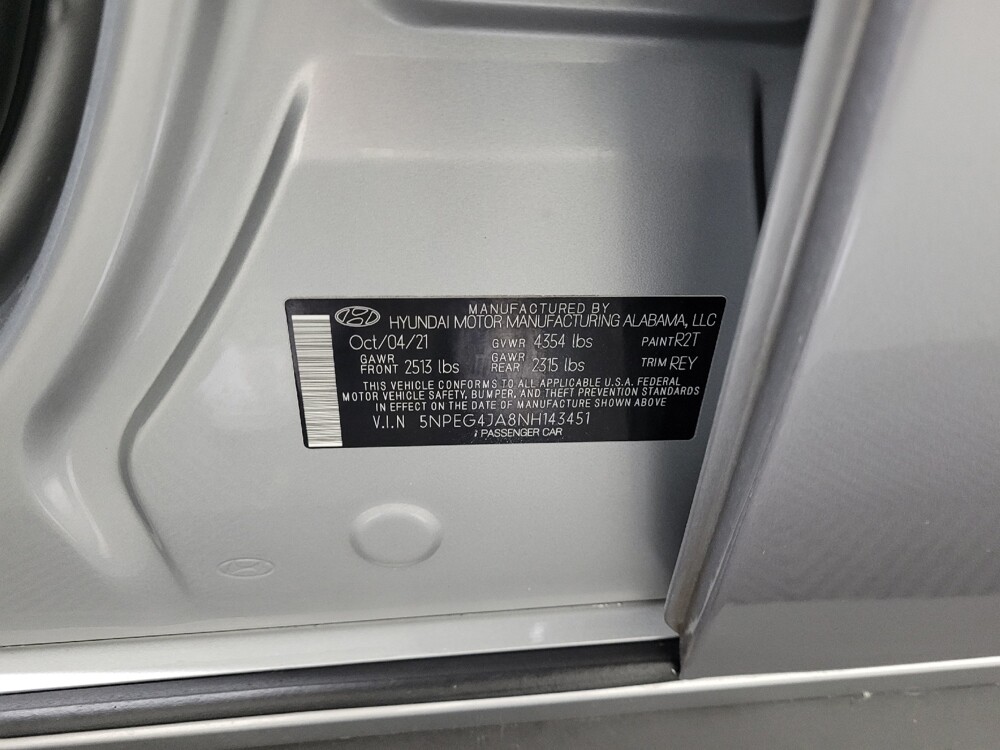 MANUFACTURED BY
HYUNDAI MOTOR MANUFACTURING ALABAMA, LLC
Oct/04/21 GVWR 4354 lbs PAINT R2T
GAWR FRONT 2513 lbs GAWR REAR 2315 lbs TRIM REY
THIS VEHICLE CONFORMS TO ALL APPLICABLE U.S.A. FEDERAL
MOTOR VEHICLE SAFETY, BUMPER, AND THEFT PREVENTION STANDARDS
IN EFFECT ON THE DATE OF MANUFACTURE SHOWN ABOVE
V.I.N 5NPEG4JA8NH143451
/ PASSENGER CAR